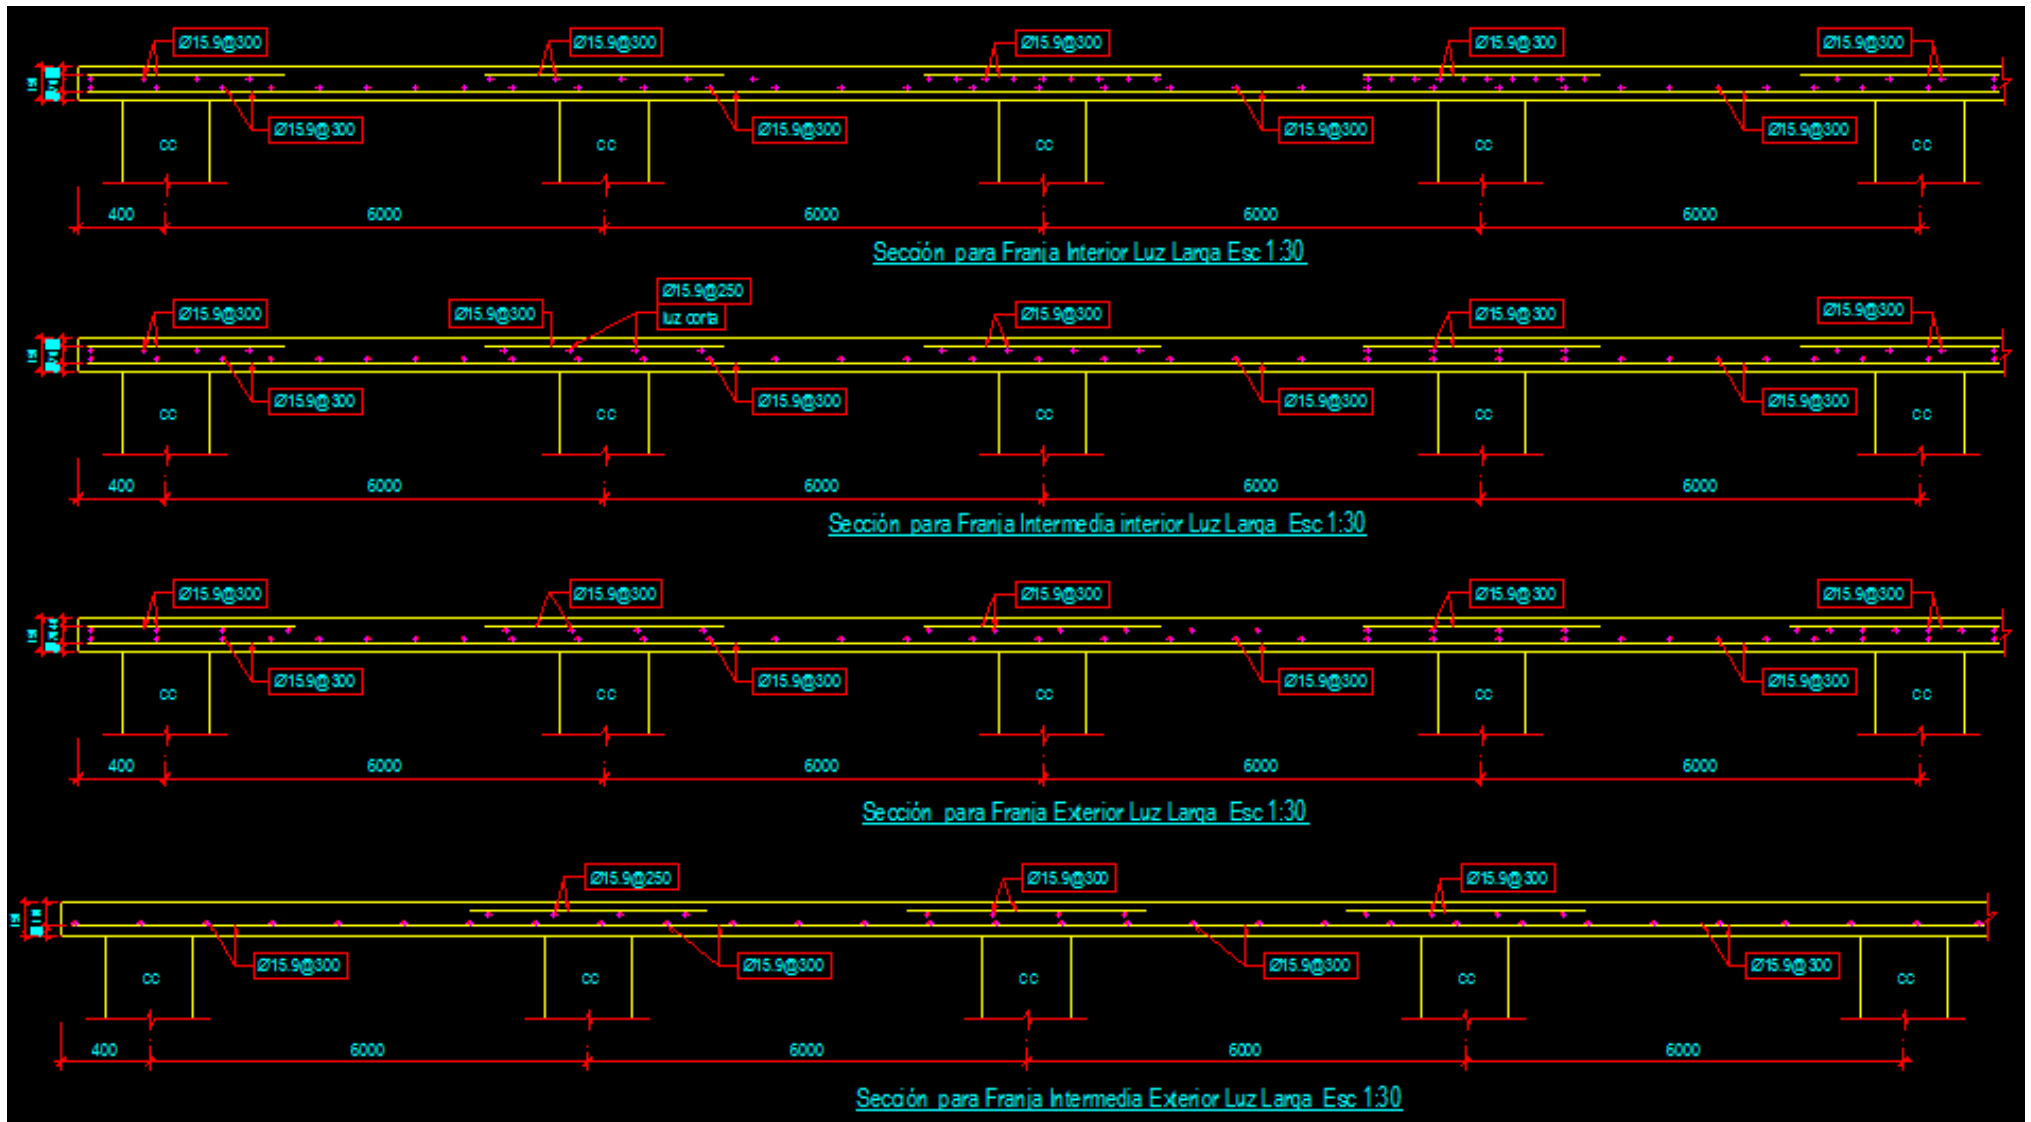 Ø15.9@300 Ø15.9@300 Ø15.9@300 Ø15.9@300 Ø15.9@300
Ø15.9@300 Ø15.9@300 Ø15.9@300 Ø15.9@300
CC CC CC CC CC
400 6000 6000 6000 6000
Sección para Franja Interior Luz Larga Esc 1:30
Ø15.9@250
luz corta
Ø15.9@300 Ø15.9@300 Ø15.9@300 Ø15.9@300 Ø15.9@300
Ø15.9@300 Ø15.9@300 Ø15.9@300 Ø15.9@300
CC CC CC CC CC
400 6000 6000 6000 6000
Sección para Franja Intermedia interior Luz Larga Esc 1:30
Ø15.9@300 Ø15.9@300 Ø15.9@300 Ø15.9@300 Ø15.9@300
Ø15.9@300 Ø15.9@300 Ø15.9@300 Ø15.9@300
CC CC CC CC CC
400 6000 6000 6000 6000
Sección para Franja Exterior Luz Larga Esc 1:30
Ø15.9@250 Ø15.9@300 Ø15.9@300
Ø15.9@300 Ø15.9@300 Ø15.9@300 Ø15.9@300
CC CC CC CC CC
400 6000 6000 6000 6000
Sección para Franja Intermedia Exterior Luz Larga Esc 1:30